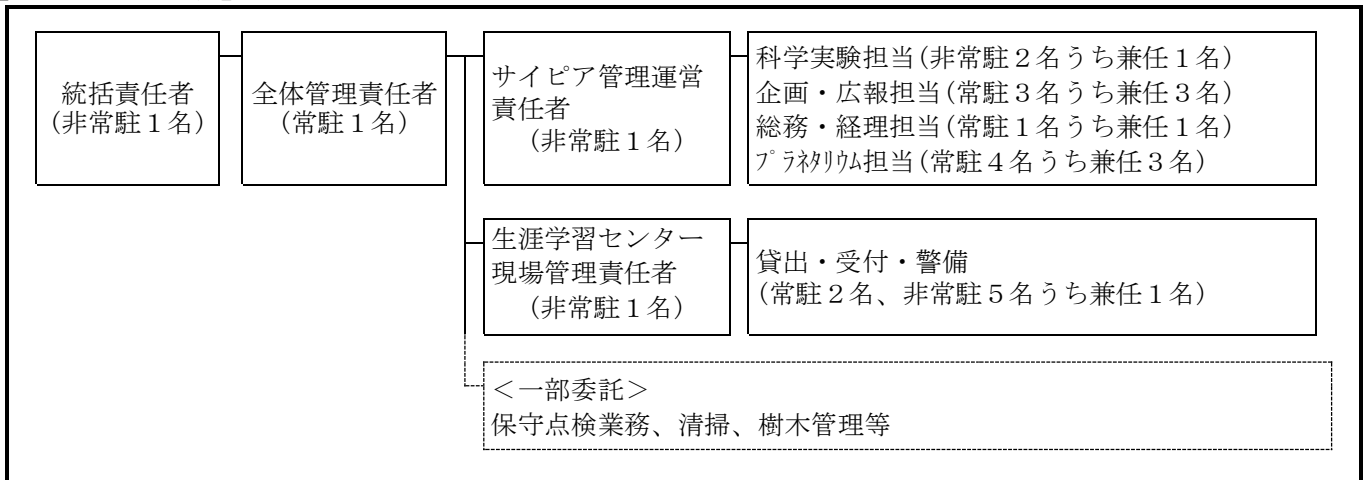 統括責任者
(非常駐１名)
全体管理責任者
(常駐１名)
サイピア管理運営
責任者
(非常駐１名)
科学実験担当(非常駐２名うち兼任１名)
企画・広報担当(常駐３名うち兼任３名)
総務・経理担当(常駐１名うち兼任１名)
ﾌﾟﾗﾈﾀﾘｳﾑ担当(常駐４名うち兼任３名)
生涯学習センター
現場管理責任者
(非常駐１名)
貸出・受付・警備
(常駐２名、非常駐５名うち兼任１名)
＜一部委託＞
保守点検業務、清掃、樹木管理等